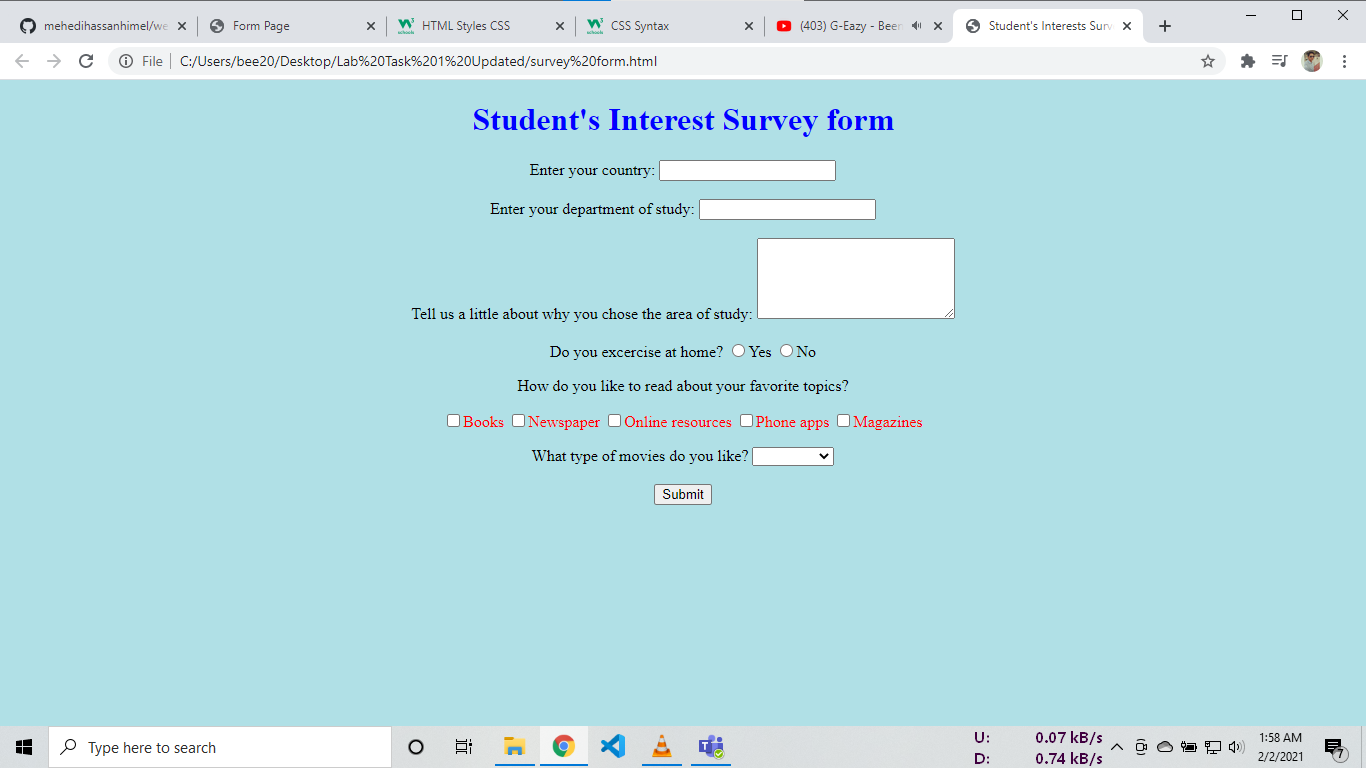 mehedihassanhimel/we
Form Page
HTML Styles CSS
CSS Syntax
(403) G-Eazy - Been
Student's Interests Surv
File | C:/Users/bee20/Desktop/Lab%20Task%201%20Updated/survey%20form.html
Student's Interest Survey form
Enter your country:
Enter your department of study:
Tell us a little about why you chose the area of study:
Do you excercise at home? Yes No
How do you like to read about your favorite topics?
Books Newspaper Online resources Phone apps Magazines
What type of movies do you like?
Submit
Type here to search
U: 0.07 kB/s
D: 0.74 kB/s
1:58 AM
2/2/2021
7